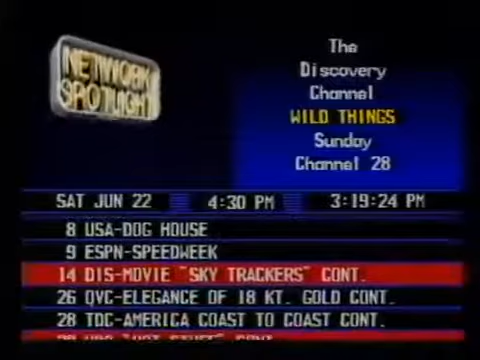 NETWORK
SPOTLIGHT
The
Discovery
Channel
WILD THINGS
Sunday
Channel 28
SAT JUN 22 4:30 PM 3:19:24 PM
8 USA-DOG HOUSE
9 ESPN-SPEEDWEEK
14 DIS-MOVIE "SKY TRACKERS" CONT.
26 QVC-ELEGANCE OF 18 KT. GOLD CONT.
28 TDC-AMERICA COAST TO COAST CONT.